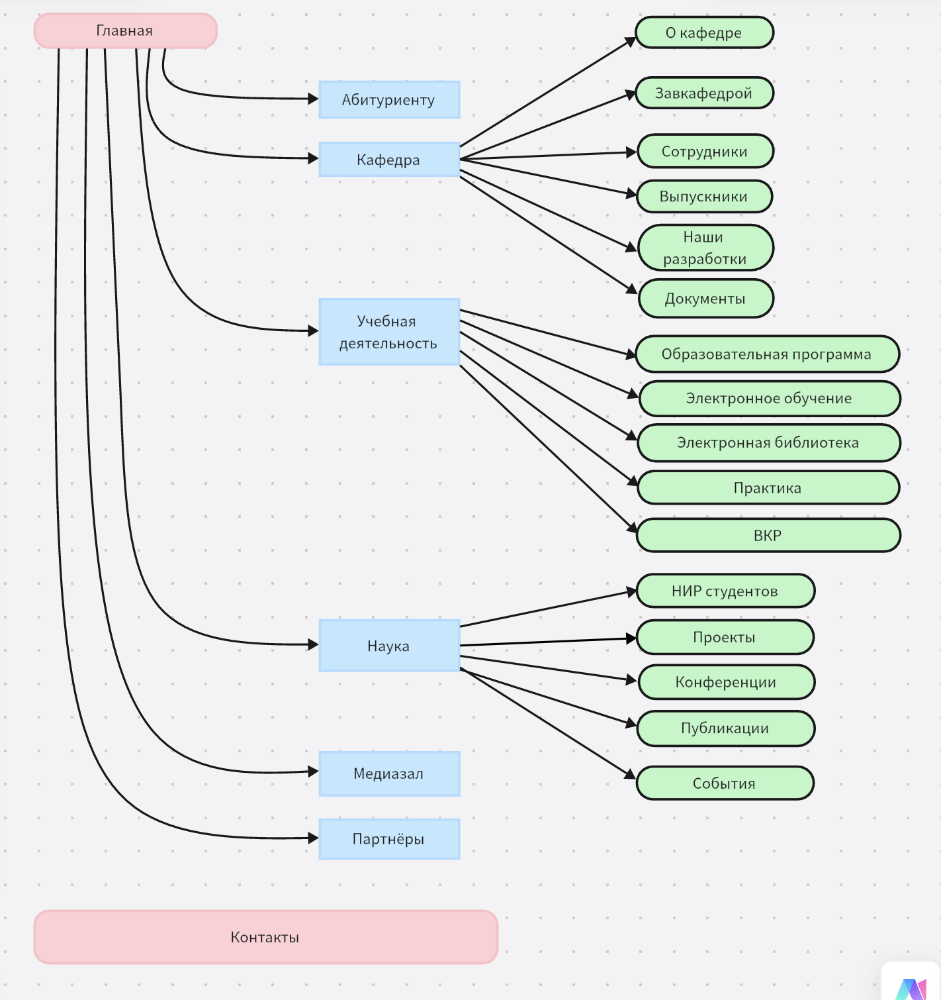 Главная
Абитуриенту
Кафедра
О кафедре
Завкафедрой
Сотрудники
Выпускники
Наши
разработки
Документы
Учебная
деятельность
Образовательная программа
Электронное обучение
Электронная библиотека
Практика
ВКР
Наука
НИР студентов
Проекты
Конференции
Публикации
События
Медиазал
Партнёры
Контакты